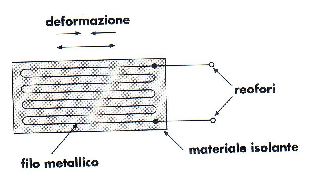 deformazione
reofori
materiale isolante
filo metallico